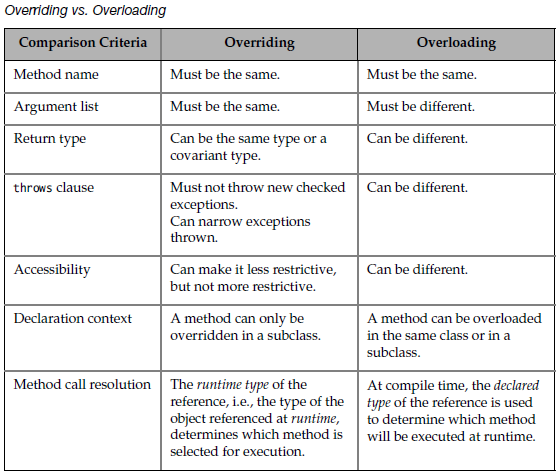 Overriding vs. Overloading
Comparison Criteria Overriding Overloading
Method name Must be the same. Must be the same.
Argument list Must be the same. Must be different.
Return type Can be the same type or a Can be different.
covariant type.
throws clause Must not throw new checked Can be different.
exceptions.
Can narrow exceptions
thrown.
Accessibility Can make it less restrictive, Can be different.
but not more restrictive.
Declaration context A method can only be A method can be overloaded
overridden in a subclass. in the same class or in a
subclass.
Method call resolution The runtime type of the At compile time, the declared
reference, i.e., the type of the type of the reference is used
object referenced at runtime, to determine which method
determines which method is will be executed at runtime.
selected for execution.